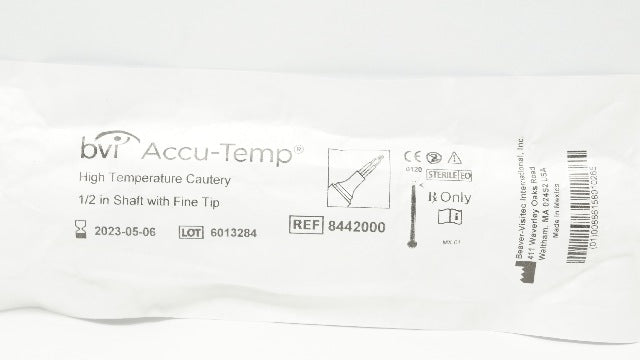 bvi Accu-Temp®
High Temperature Cautery
1/2 in Shaft with Fine Tip
2023-05-06 LOT 6013284
REF 8442000
CE
0120
STERILE EO
Rx Only
Beaver-Visitec International, Inc.
411 Waverley Oaks Road
Waltham, MA 02452 USA
Made in Mexico